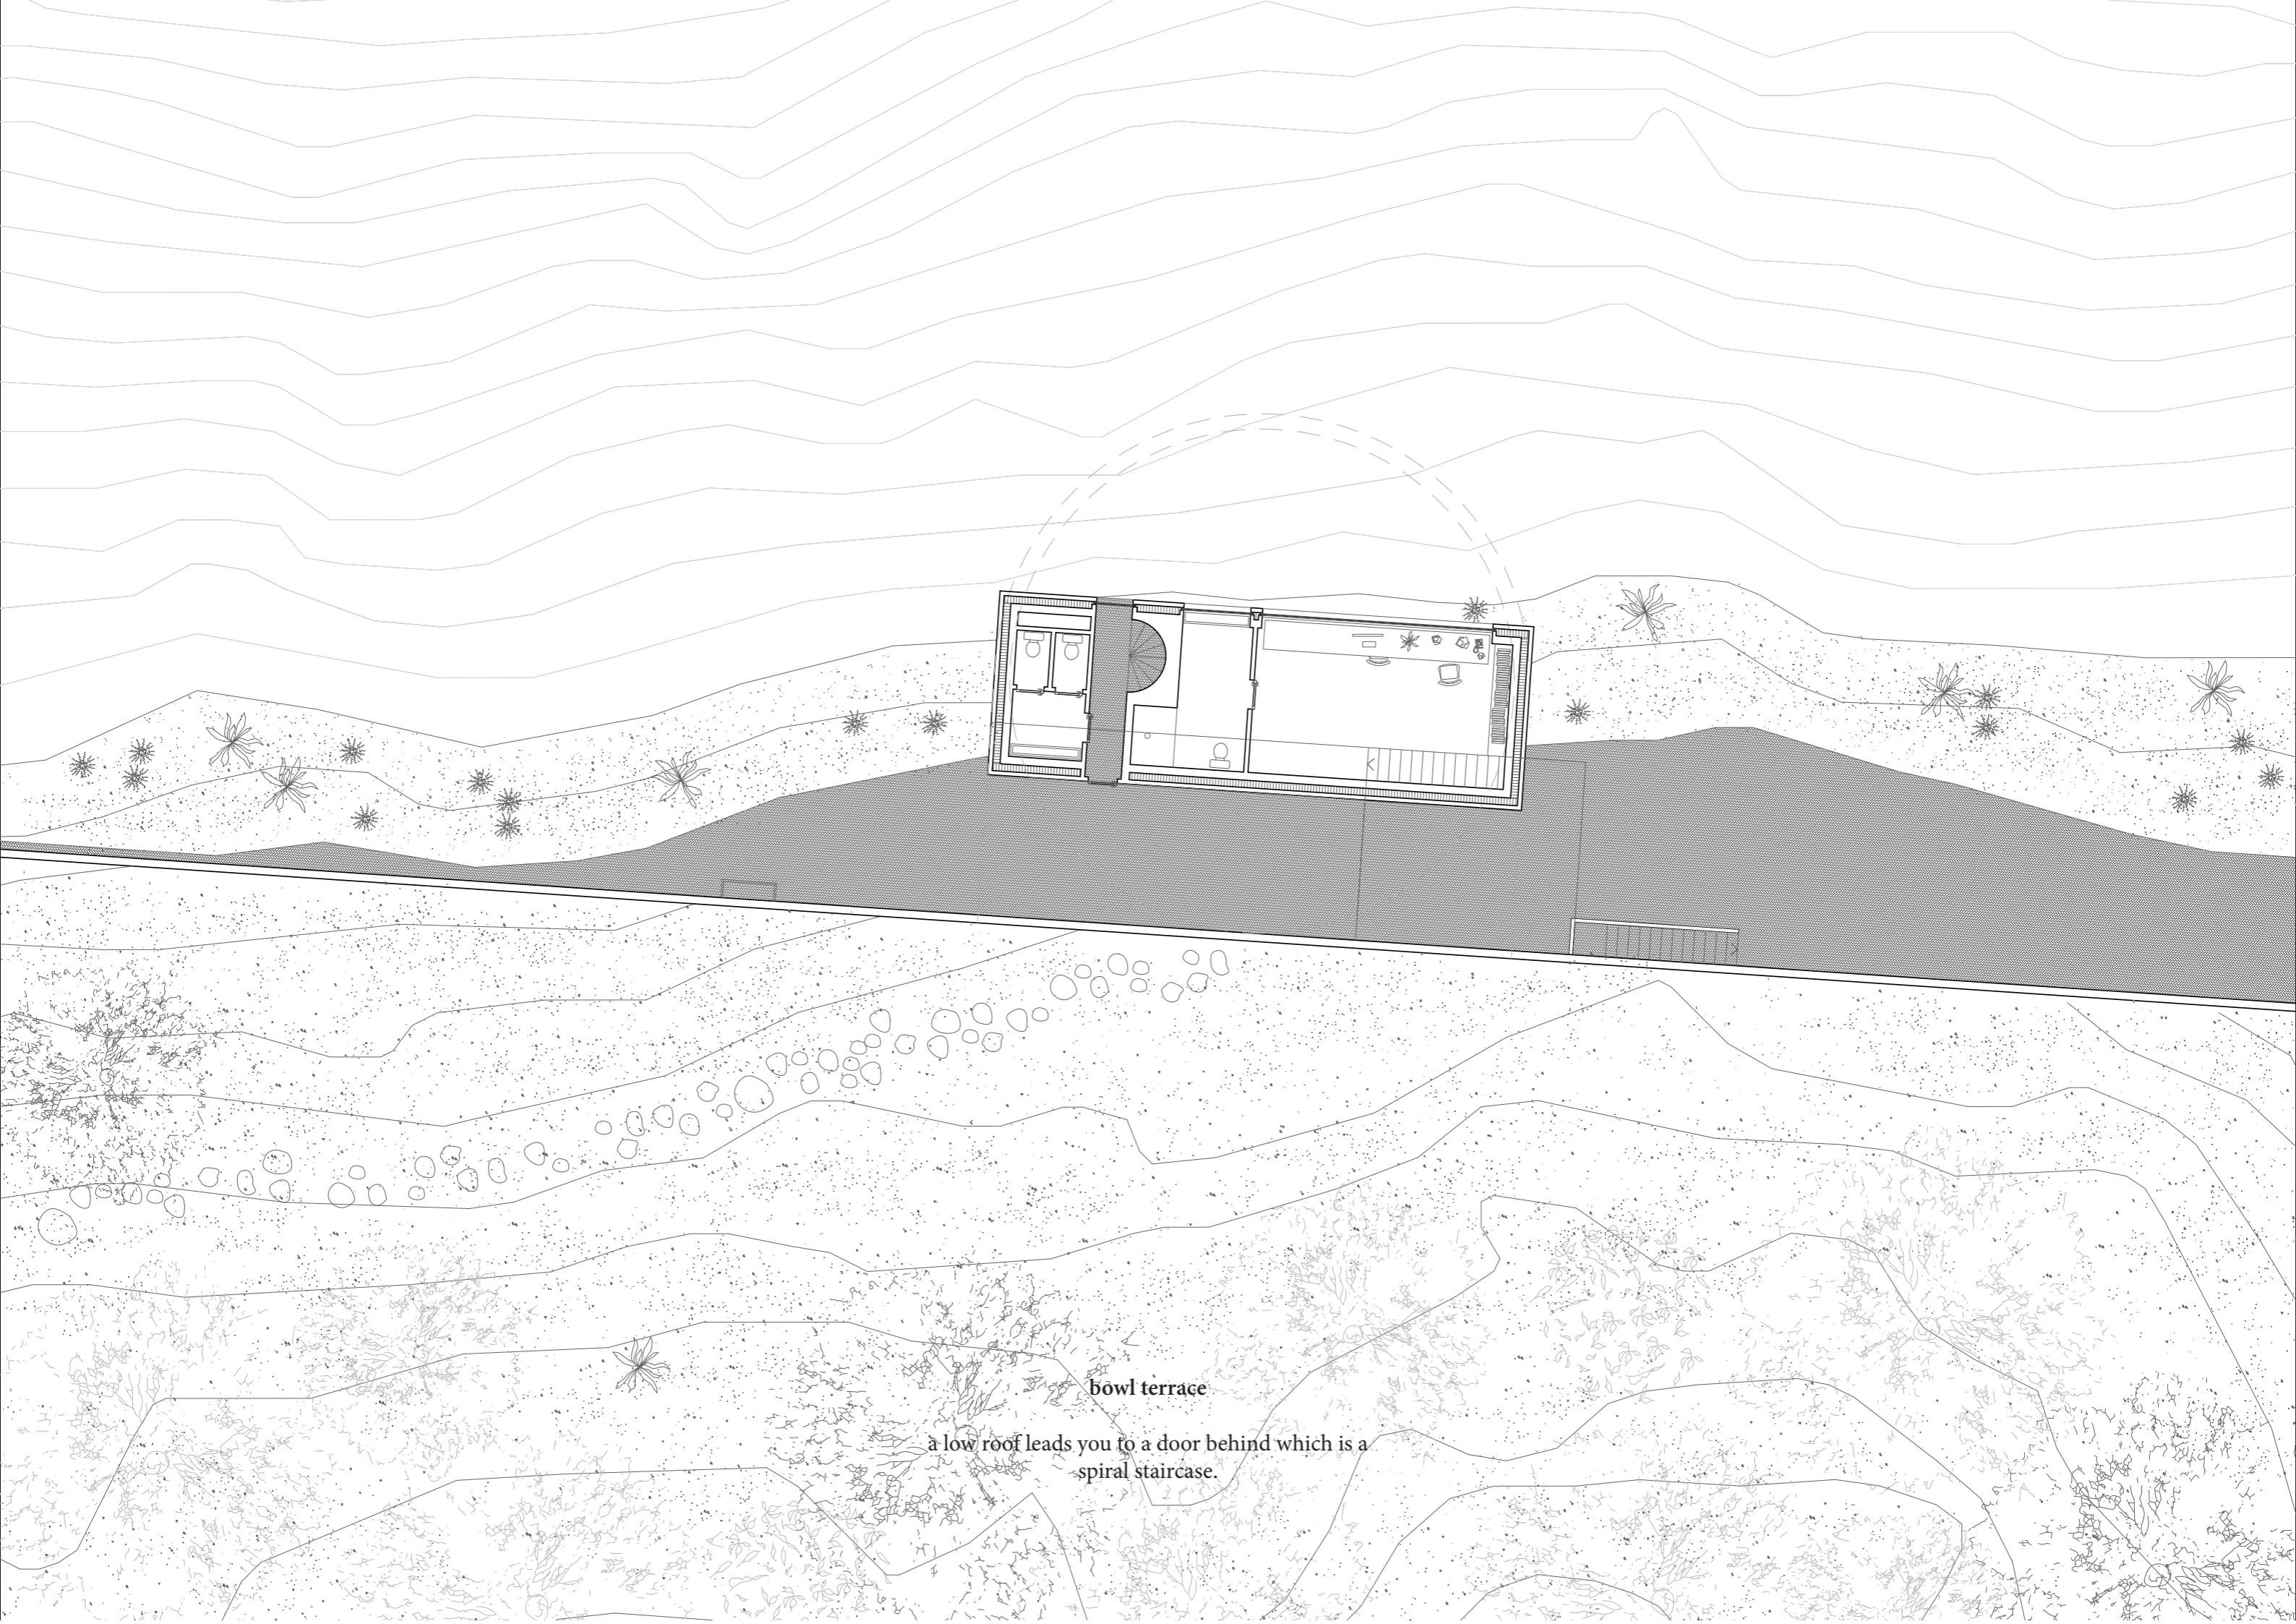 bowl terrace
a low roof leads you to a door behind which is a
spiral staircase.